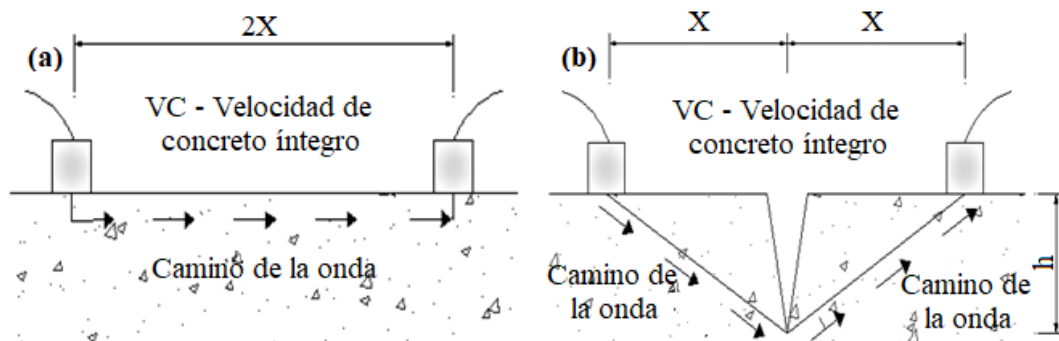 (a)
2X
VC - Velocidad de
concreto íntegro
Camino de la onda
(b)
X
X
VC - Velocidad de
concreto íntegro
Camino de
la onda
Camino de
la onda
h